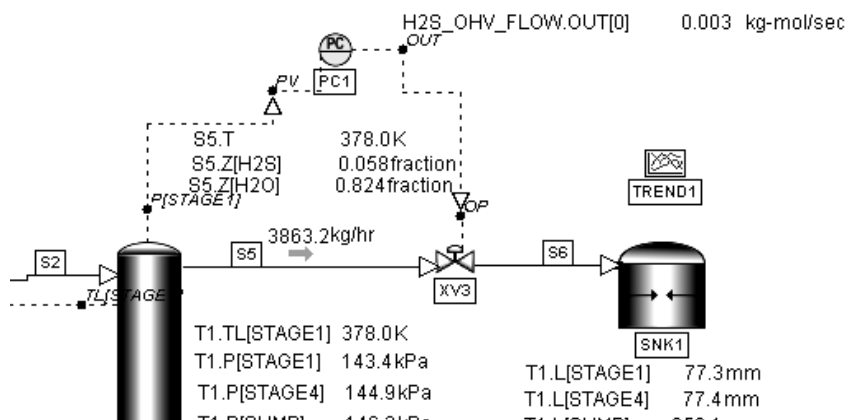 H2S_OHV_FLOW.OUT[0] 0.003 kg-mol/sec
PC
OUT
PV
PC1
S5.T 378.0K
S5.Z[H2S] 0.058fraction
S5.Z[H2O] 0.824fraction
P[STAGE1]
OP
TREND1
3863.2kg/hr
S2
S5
S6
XV3
SNK1
T1.TL[STAGE1] 378.0K
T1.P[STAGE1] 143.4kPa
T1.L[STAGE1] 77.3mm
T1.P[STAGE4] 144.9kPa
T1.L[STAGE4] 77.4mm